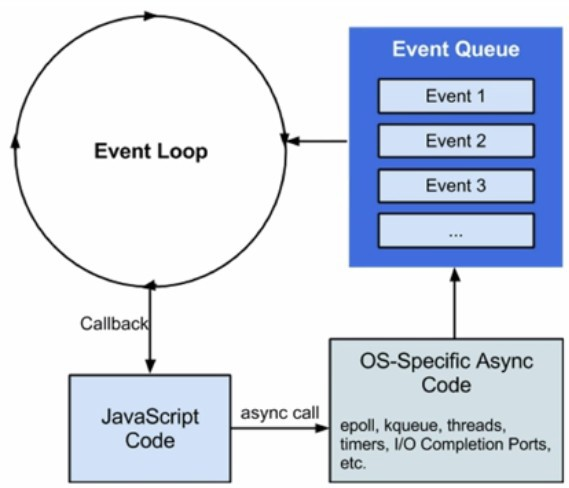 Event Loop
Event Queue
Event 1
Event 2
Event 3
...
Callback
JavaScript
Code
async call
OS-Specific Async
Code
epoll, kqueue, threads,
timers, I/O Completion Ports,
etc.